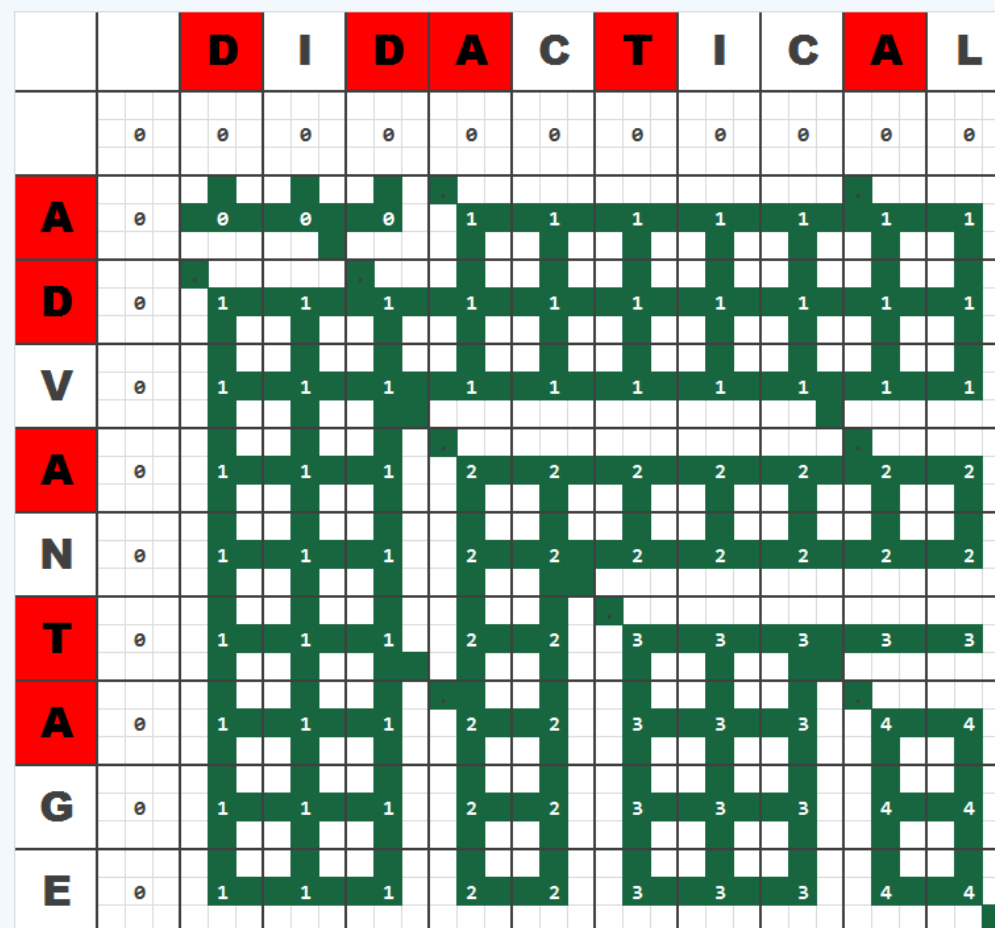 D I D A C T I C A L
0 0 0 0 0 0 0 0 0 0 0
A 0 0 0 0 1 1 1 1 1 1 1
D 0 1 1 1 1 1 1 1 1 1 1
V 0 1 1 1 1 1 1 1 1 1 1
A 0 1 1 1 2 2 2 2 2 2 2
N 0 1 1 1 2 2 2 2 2 2 2
T 0 1 1 1 2 2 3 3 3 3 3
A 0 1 1 1 2 2 3 3 3 4 4
G 0 1 1 1 2 2 3 3 3 4 4
E 0 1 1 1 2 2 3 3 3 4 4